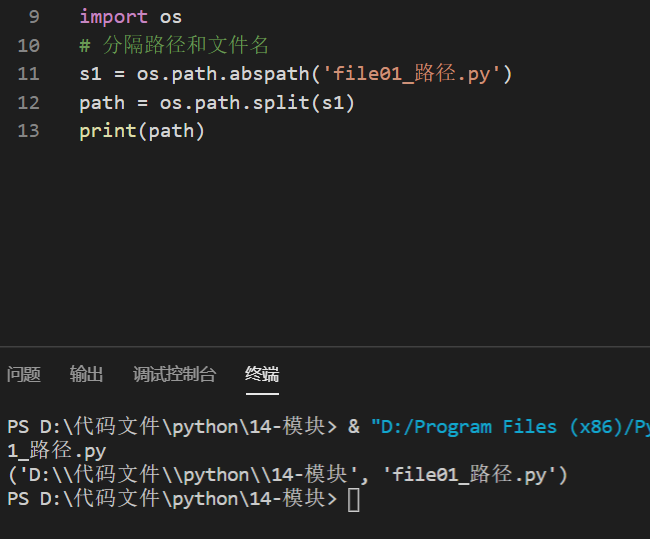 9 import os
10 # 分隔路径和文件名
11 s1 = os.path.abspath('file01_路径.py')
12 path = os.path.split(s1)
13 print(path)
问题 输出 调试控制台 终端
PS D:\代码文件\python\14-模块> & "D:/Program Files (x86)/Py
1_路径.py
('D:\\代码文件\\python\\14-模块', 'file01_路径.py')
PS D:\代码文件\python\14-模块>